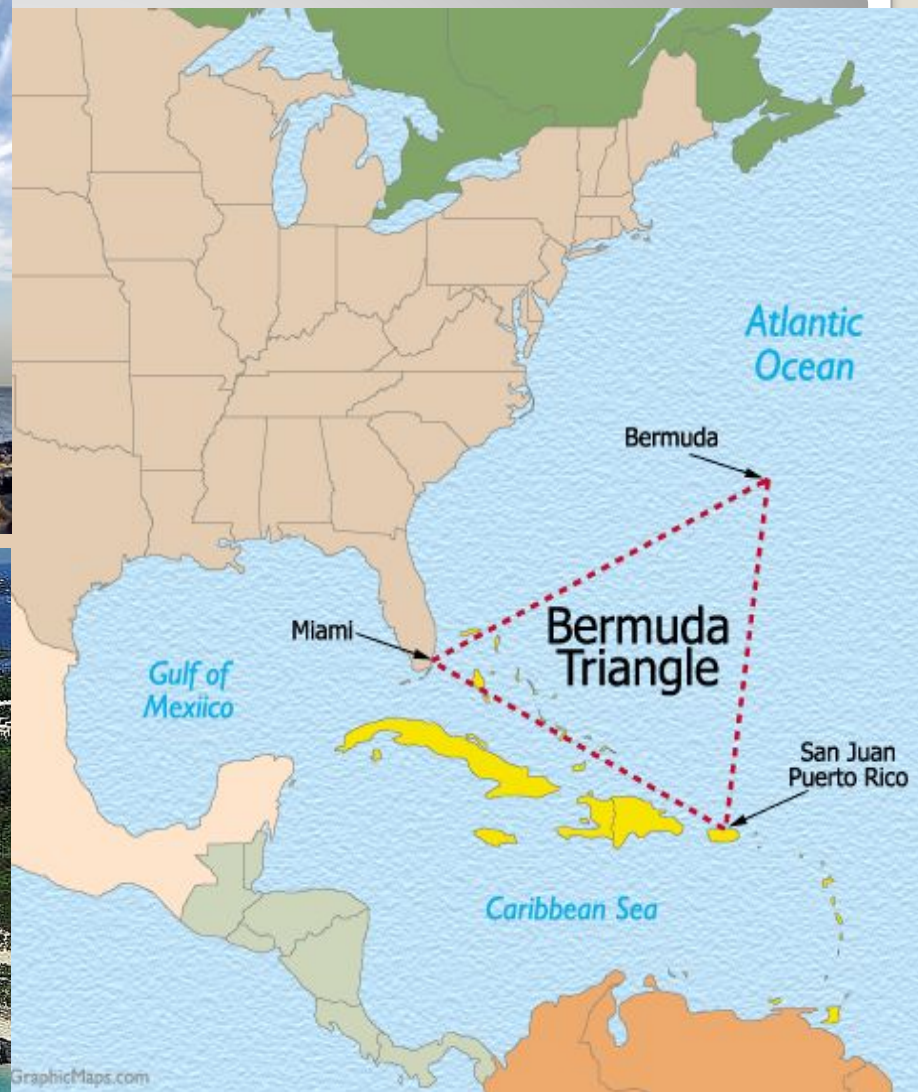 Atlantic
Ocean
Bermuda
Miami
Bermuda
Triangle
Gulf of
Mexiico
San Juan
Puerto Rico
Caribbean Sea
GraphicMaps.com